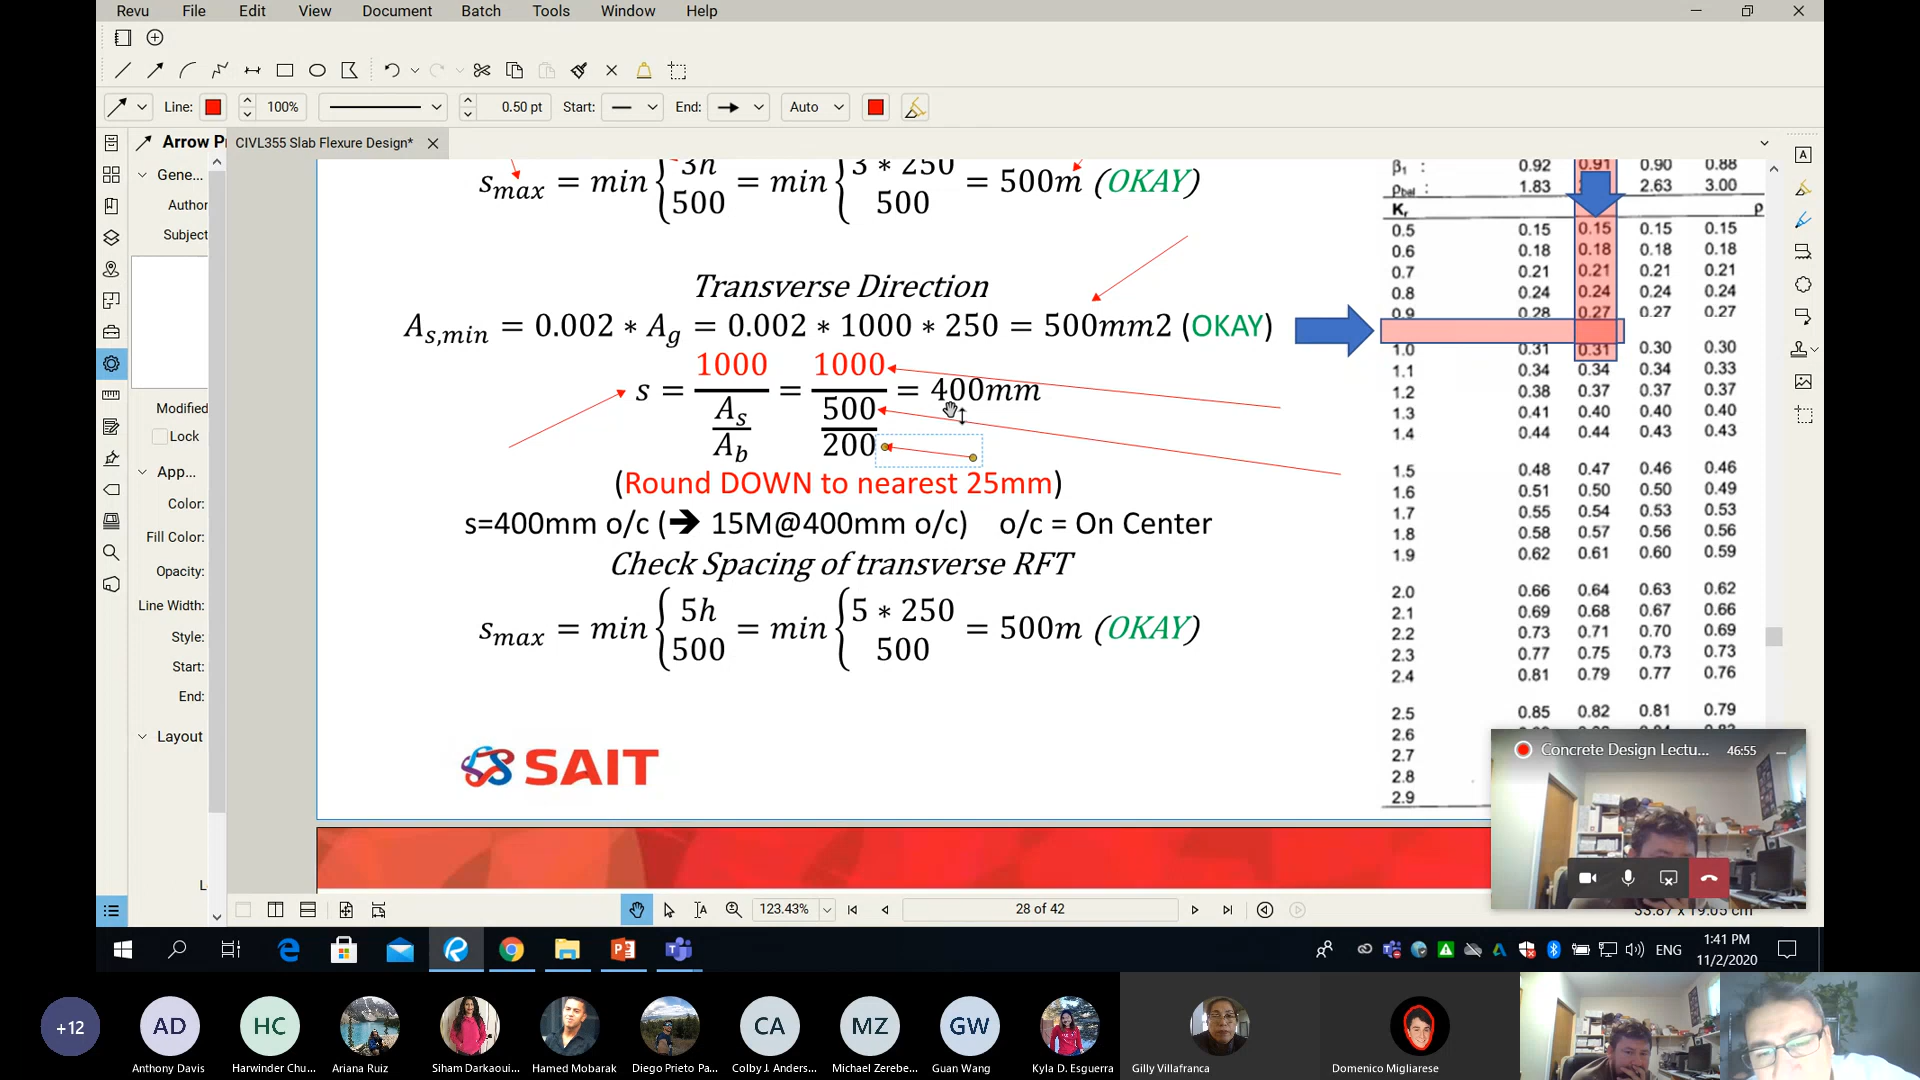 Revu File Edit View Document Batch Tools Window Help
Line: 100% 0.50 pt Start: End: Auto
Arrow Pr CIVL355 Slab Flexure Design*
Gene...
Author
Subject
Modified
Lock
App...
Color:
Fill Color:
Opacity:
Line Width:
Style:
Start:
End:
Layout
s_max = min { 3h 500 = min { 3 * 250 500 = 500m (OKAY)
Transverse Direction
A_s,min = 0.002 * A_g = 0.002 * 1000 * 250 = 500mm2 (OKAY)
s = 1000 / (A_s / A_b) = 1000 / (500 / 200) = 400mm
(Round DOWN to nearest 25mm)
s=400mm o/c (➔ 15M@400mm o/c) o/c = On Center
Check Spacing of transverse RFT
s_max = min { 5h 500 = min { 5 * 250 500 = 500m (OKAY)
SAIT
β1 : 0.92 0.91 0.90 0.88
ρbal : 1.83 2.63 3.00
Kr ρ
0.5 0.15 0.15 0.15 0.15
0.6 0.18 0.18 0.18 0.18
0.7 0.21 0.21 0.21 0.21
0.8 0.24 0.24 0.24 0.24
0.9 0.28 0.27 0.27 0.27
1.0 0.31 0.31 0.30 0.30
1.1 0.34 0.34 0.34 0.33
1.2 0.38 0.37 0.37 0.37
1.3 0.41 0.40 0.40 0.40
1.4 0.44 0.44 0.43 0.43
1.5 0.48 0.47 0.46 0.46
1.6 0.51 0.50 0.50 0.49
1.7 0.55 0.54 0.53 0.53
1.8 0.58 0.57 0.56 0.56
1.9 0.62 0.61 0.60 0.59
2.0 0.66 0.64 0.63 0.62
2.1 0.69 0.68 0.67 0.66
2.2 0.73 0.71 0.70 0.69
2.3 0.77 0.75 0.73 0.73
2.4 0.81 0.79 0.77 0.76
2.5 0.85 0.82 0.81 0.79
2.6
2.7
2.8
2.9
Concrete Design Lectu... 46:55
123.43% 28 of 42
33.87 x 19.05 cm
ENG 1:41 PM
11/2/2020
+12 AD HC CA MZ GW
Anthony Davis Harwinder Chu... Ariana Ruiz Siham Darkaoui... Hamed Mobarak Diego Prieto Pa... Colby J. Anders... Michael Zerebe... Guan Wang Kyla D. Esguerra Gilly Villafranca Domenico Migliarese